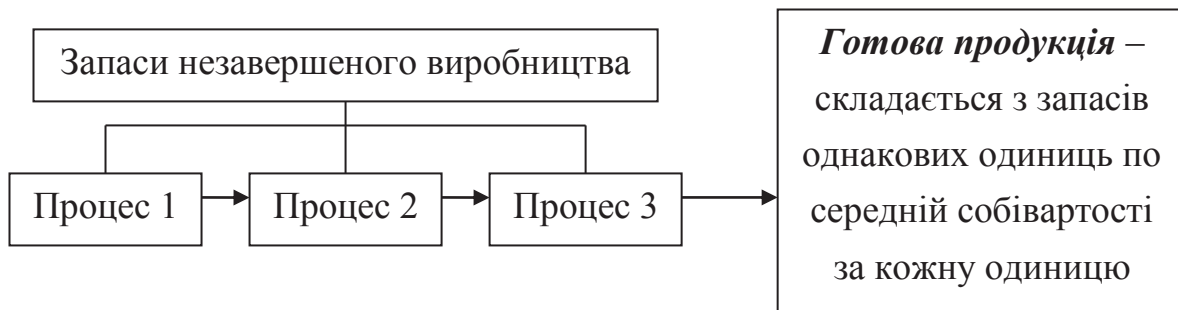 Запаси незавершеного виробництва
Процес 1
Процес 2
Процес 3
Готова продукція –
складається з запасів
однакових одиниць по
середній собівартості
за кожну одиницю